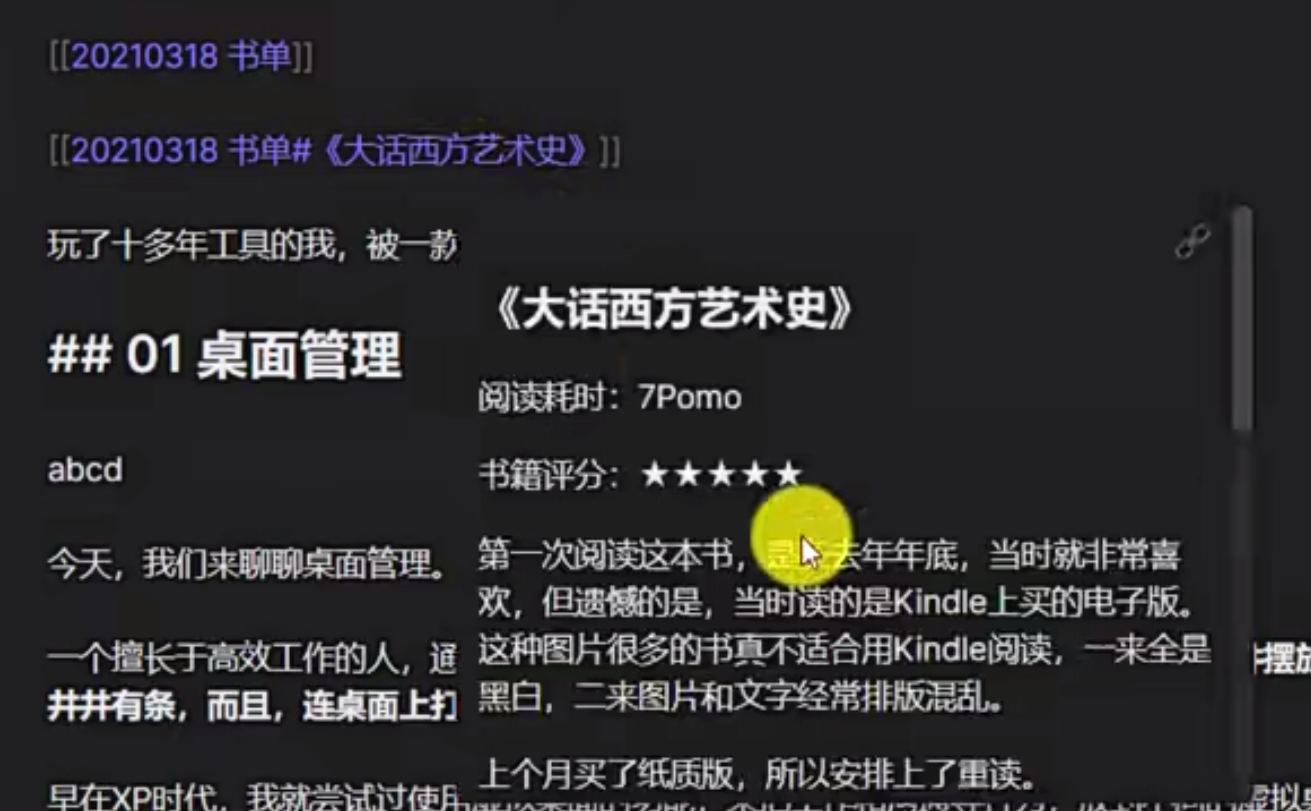 [[20210318 书单]]
[[20210318 书单#《大话西方艺术史》]]
玩了十多年工具的我，被一款
## 01 桌面管理
abcd
今天，我们来聊聊桌面管理。
一个擅长于高效工作的人，通
井井有条，而且，连桌面上打
早在XP时代，我就尝试过使用
《大话西方艺术史》
阅读耗时：7Pomo
书籍评分：★★★★★
第一次阅读这本书，是 去年年底，当时就非常喜
欢，但遗憾的是，当时读的是Kindle上买的电子版。
这种图片很多的书真不适合用Kindle阅读，一来全是
黑白，二来图片和文字经常排版混乱。
上个月买了纸质版，所以安排上了重读。
摆放